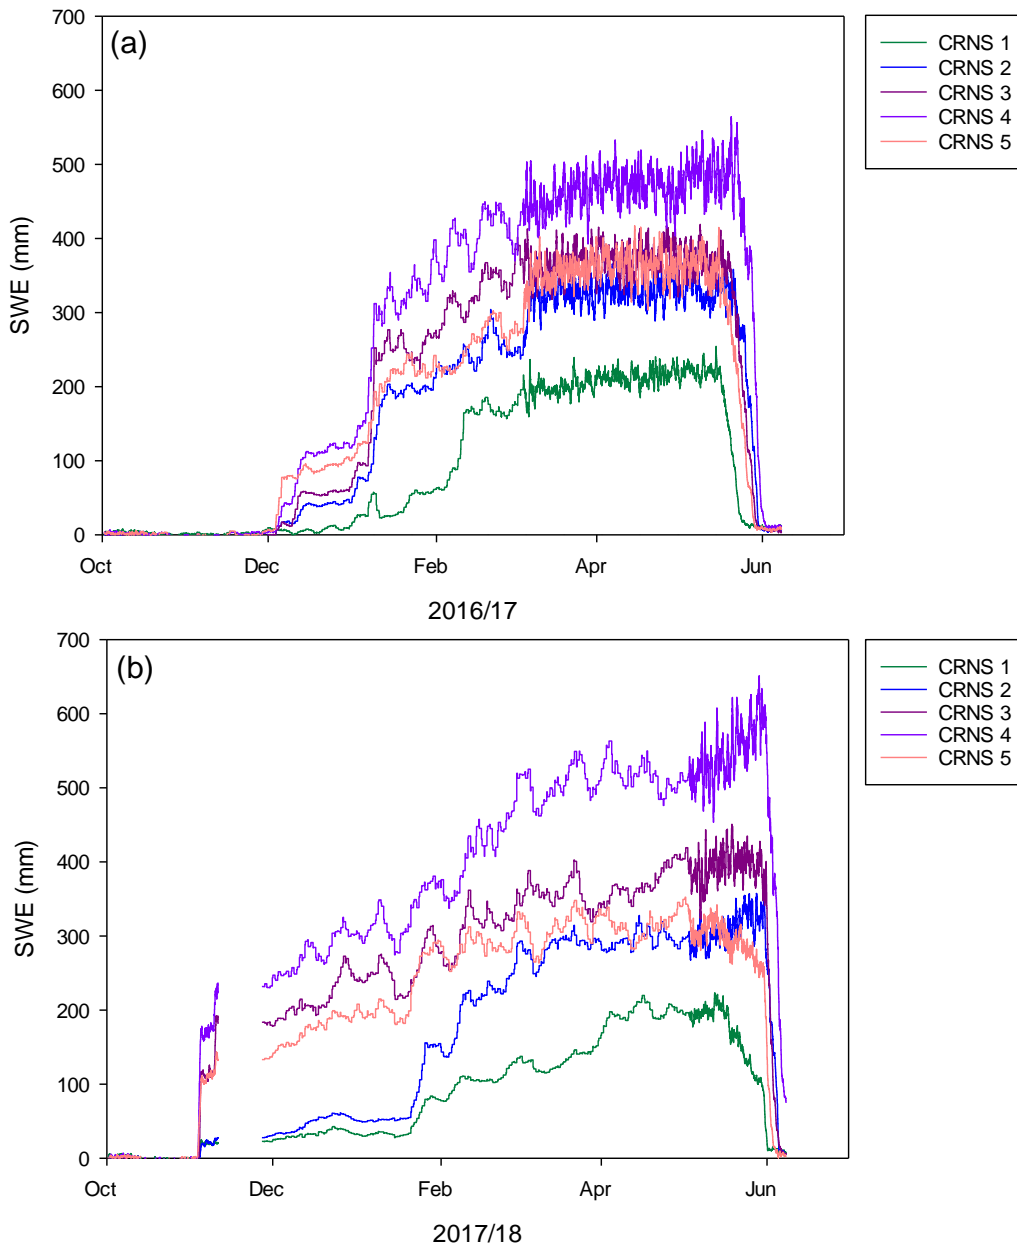 (a)
700
600
500
400
300
200
100
0
SWE (mm)
Oct Dec Feb Apr Jun
2016/17
CRNS 1
CRNS 2
CRNS 3
CRNS 4
CRNS 5
(b)
700
600
500
400
300
200
100
0
SWE (mm)
Oct Dec Feb Apr Jun
2017/18
CRNS 1
CRNS 2
CRNS 3
CRNS 4
CRNS 5